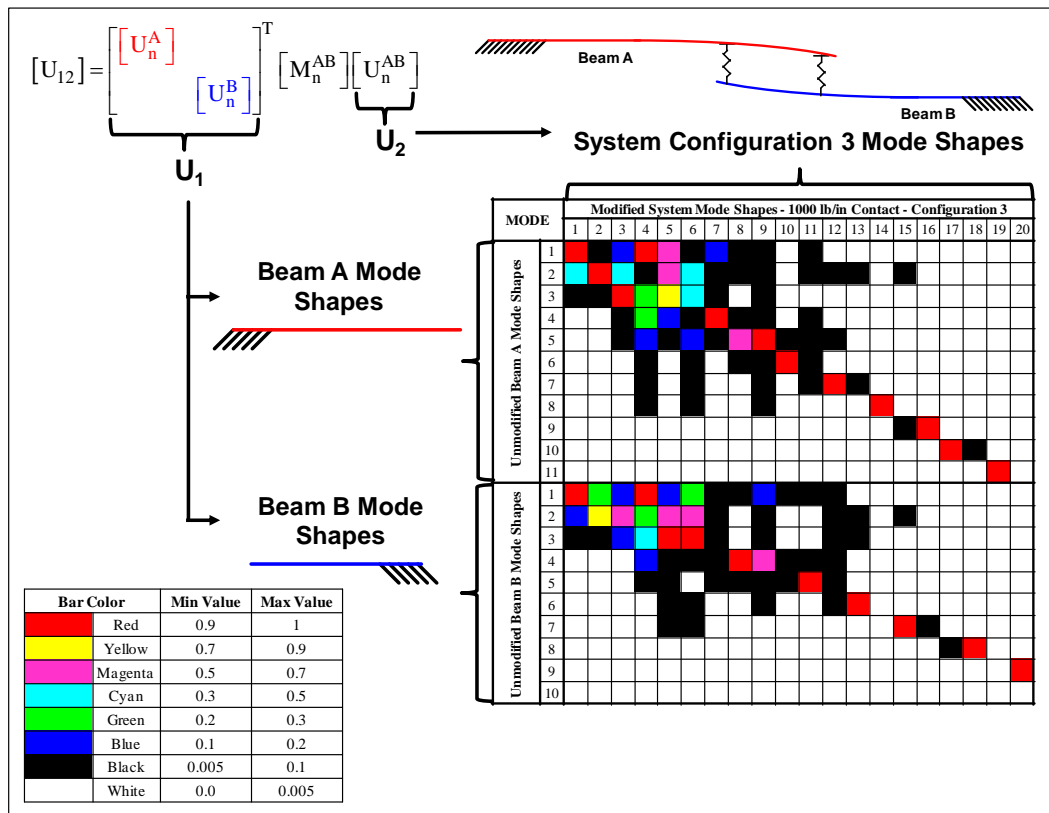 [U12] = [[UnA] [UnB]]T [MnAB] [UnAB]
U1
U2
Beam A
Beam B
System Configuration 3 Mode Shapes
Beam A Mode
Shapes
Beam B Mode
Shapes
MODE
Modified System Mode Shapes - 1000 lb/in Contact - Configuration 3
1 2 3 4 5 6 7 8 9 10 11 12 13 14 15 16 17 18 19 20
Unmodified Beam A Mode Shapes
1
2
3
4
5
6
7
8
9
10
11
Unmodified Beam B Mode Shapes
1
2
3
4
5
6
7
8
9
10
Bar Color Min Value Max Value
Red 0.9 1
Yellow 0.7 0.9
Magenta 0.5 0.7
Cyan 0.3 0.5
Green 0.2 0.3
Blue 0.1 0.2
Black 0.005 0.1
White 0.0 0.005